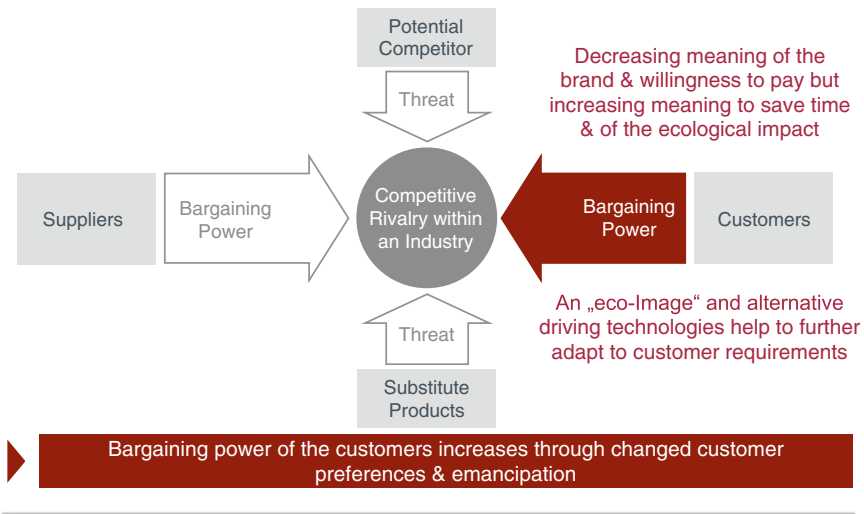 Potential
Competitor
Threat
Decreasing meaning of the
brand & willingness to pay but
increasing meaning to save time
& of the ecological impact
Suppliers
Bargaining
Power
Competitive
Rivalry within
an Industry
Bargaining
Power
Customers
An „eco-Image“ and alternative
driving technologies help to further
adapt to customer requirements
Threat
Substitute
Products
Bargaining power of the customers increases through changed customer
preferences & emancipation